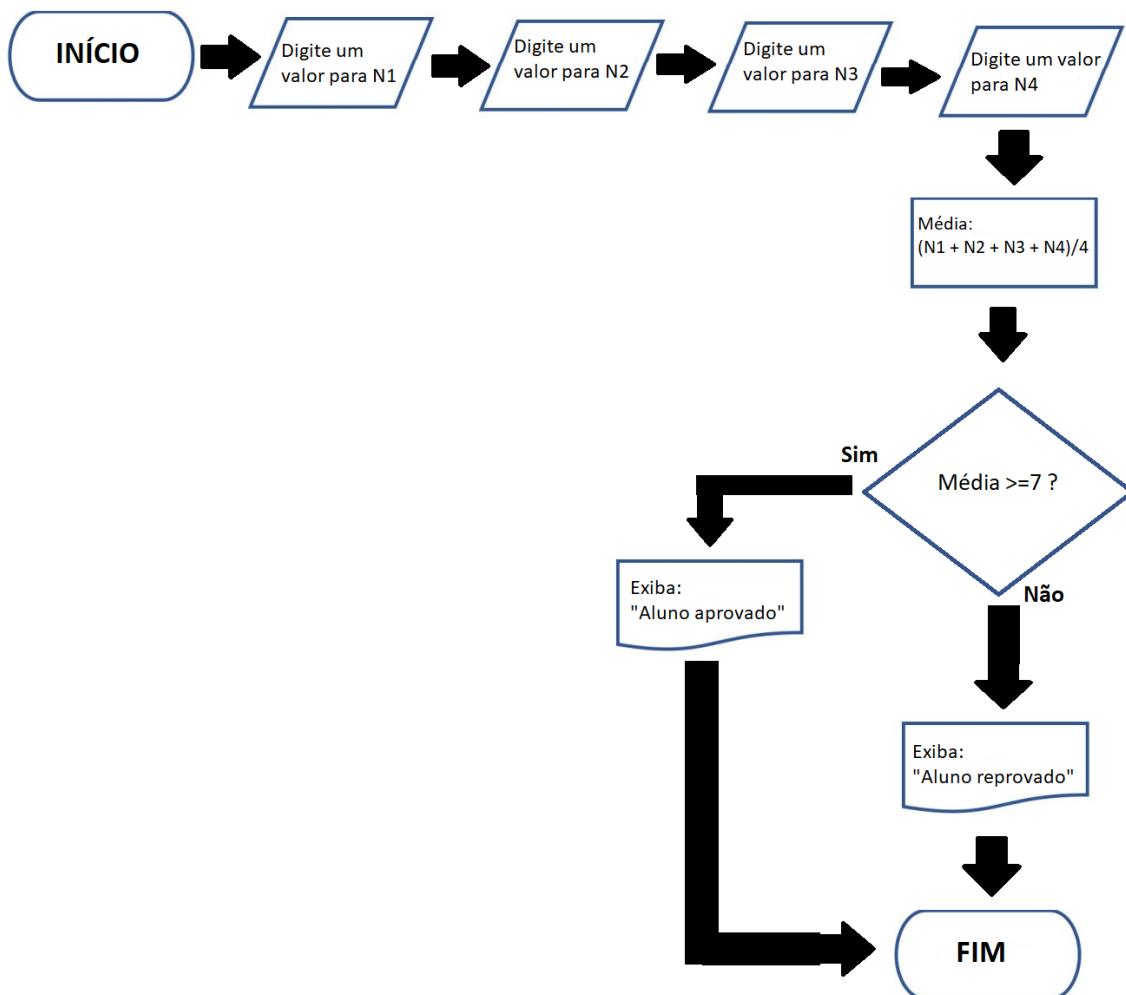 INÍCIO
Digite um
valor para N1
Digite um
valor para N2
Digite um
valor para N3
Digite um valor
para N4
Média:
(N1 + N2 + N3 + N4)/4
Média >=7 ?
Sim
Não
Exiba:
"Aluno aprovado"
Exiba:
"Aluno reprovado"
FIM